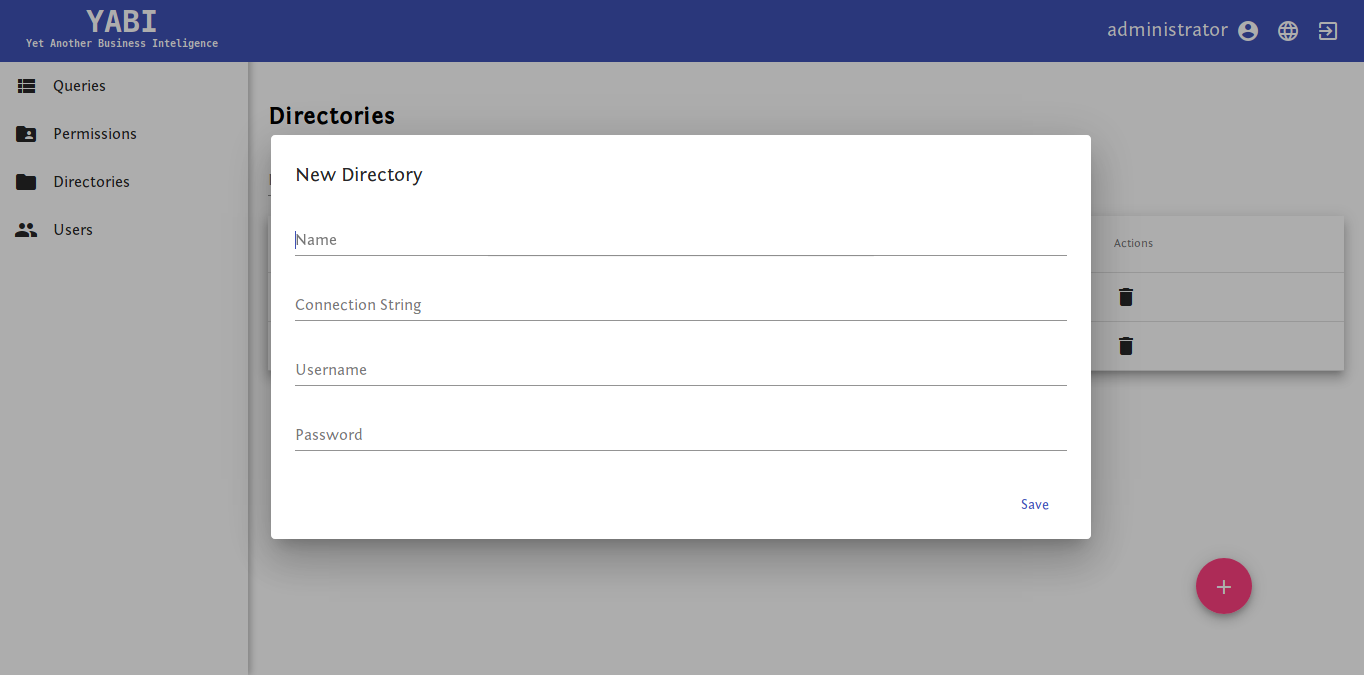 YABI
Yet Another Business Inteligence
administrator
Queries
Permissions
Directories
Users
Directories
New Directory
Name
Connection String
Username
Password
Save
Actions